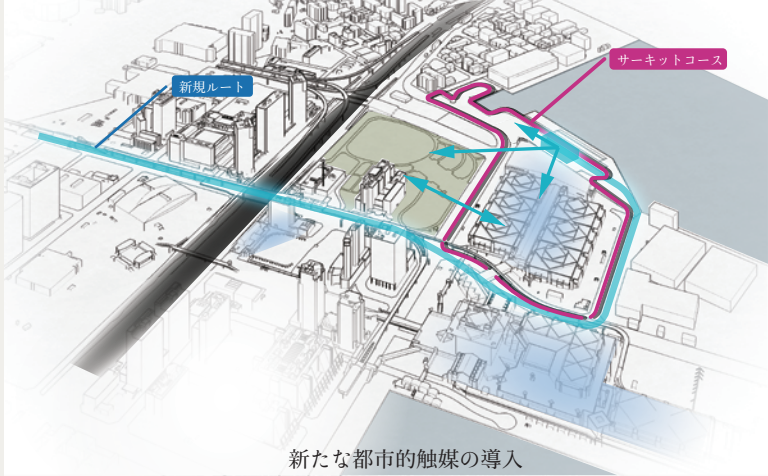 サーキットコース
新規ルート
新たな都市的触媒の導入